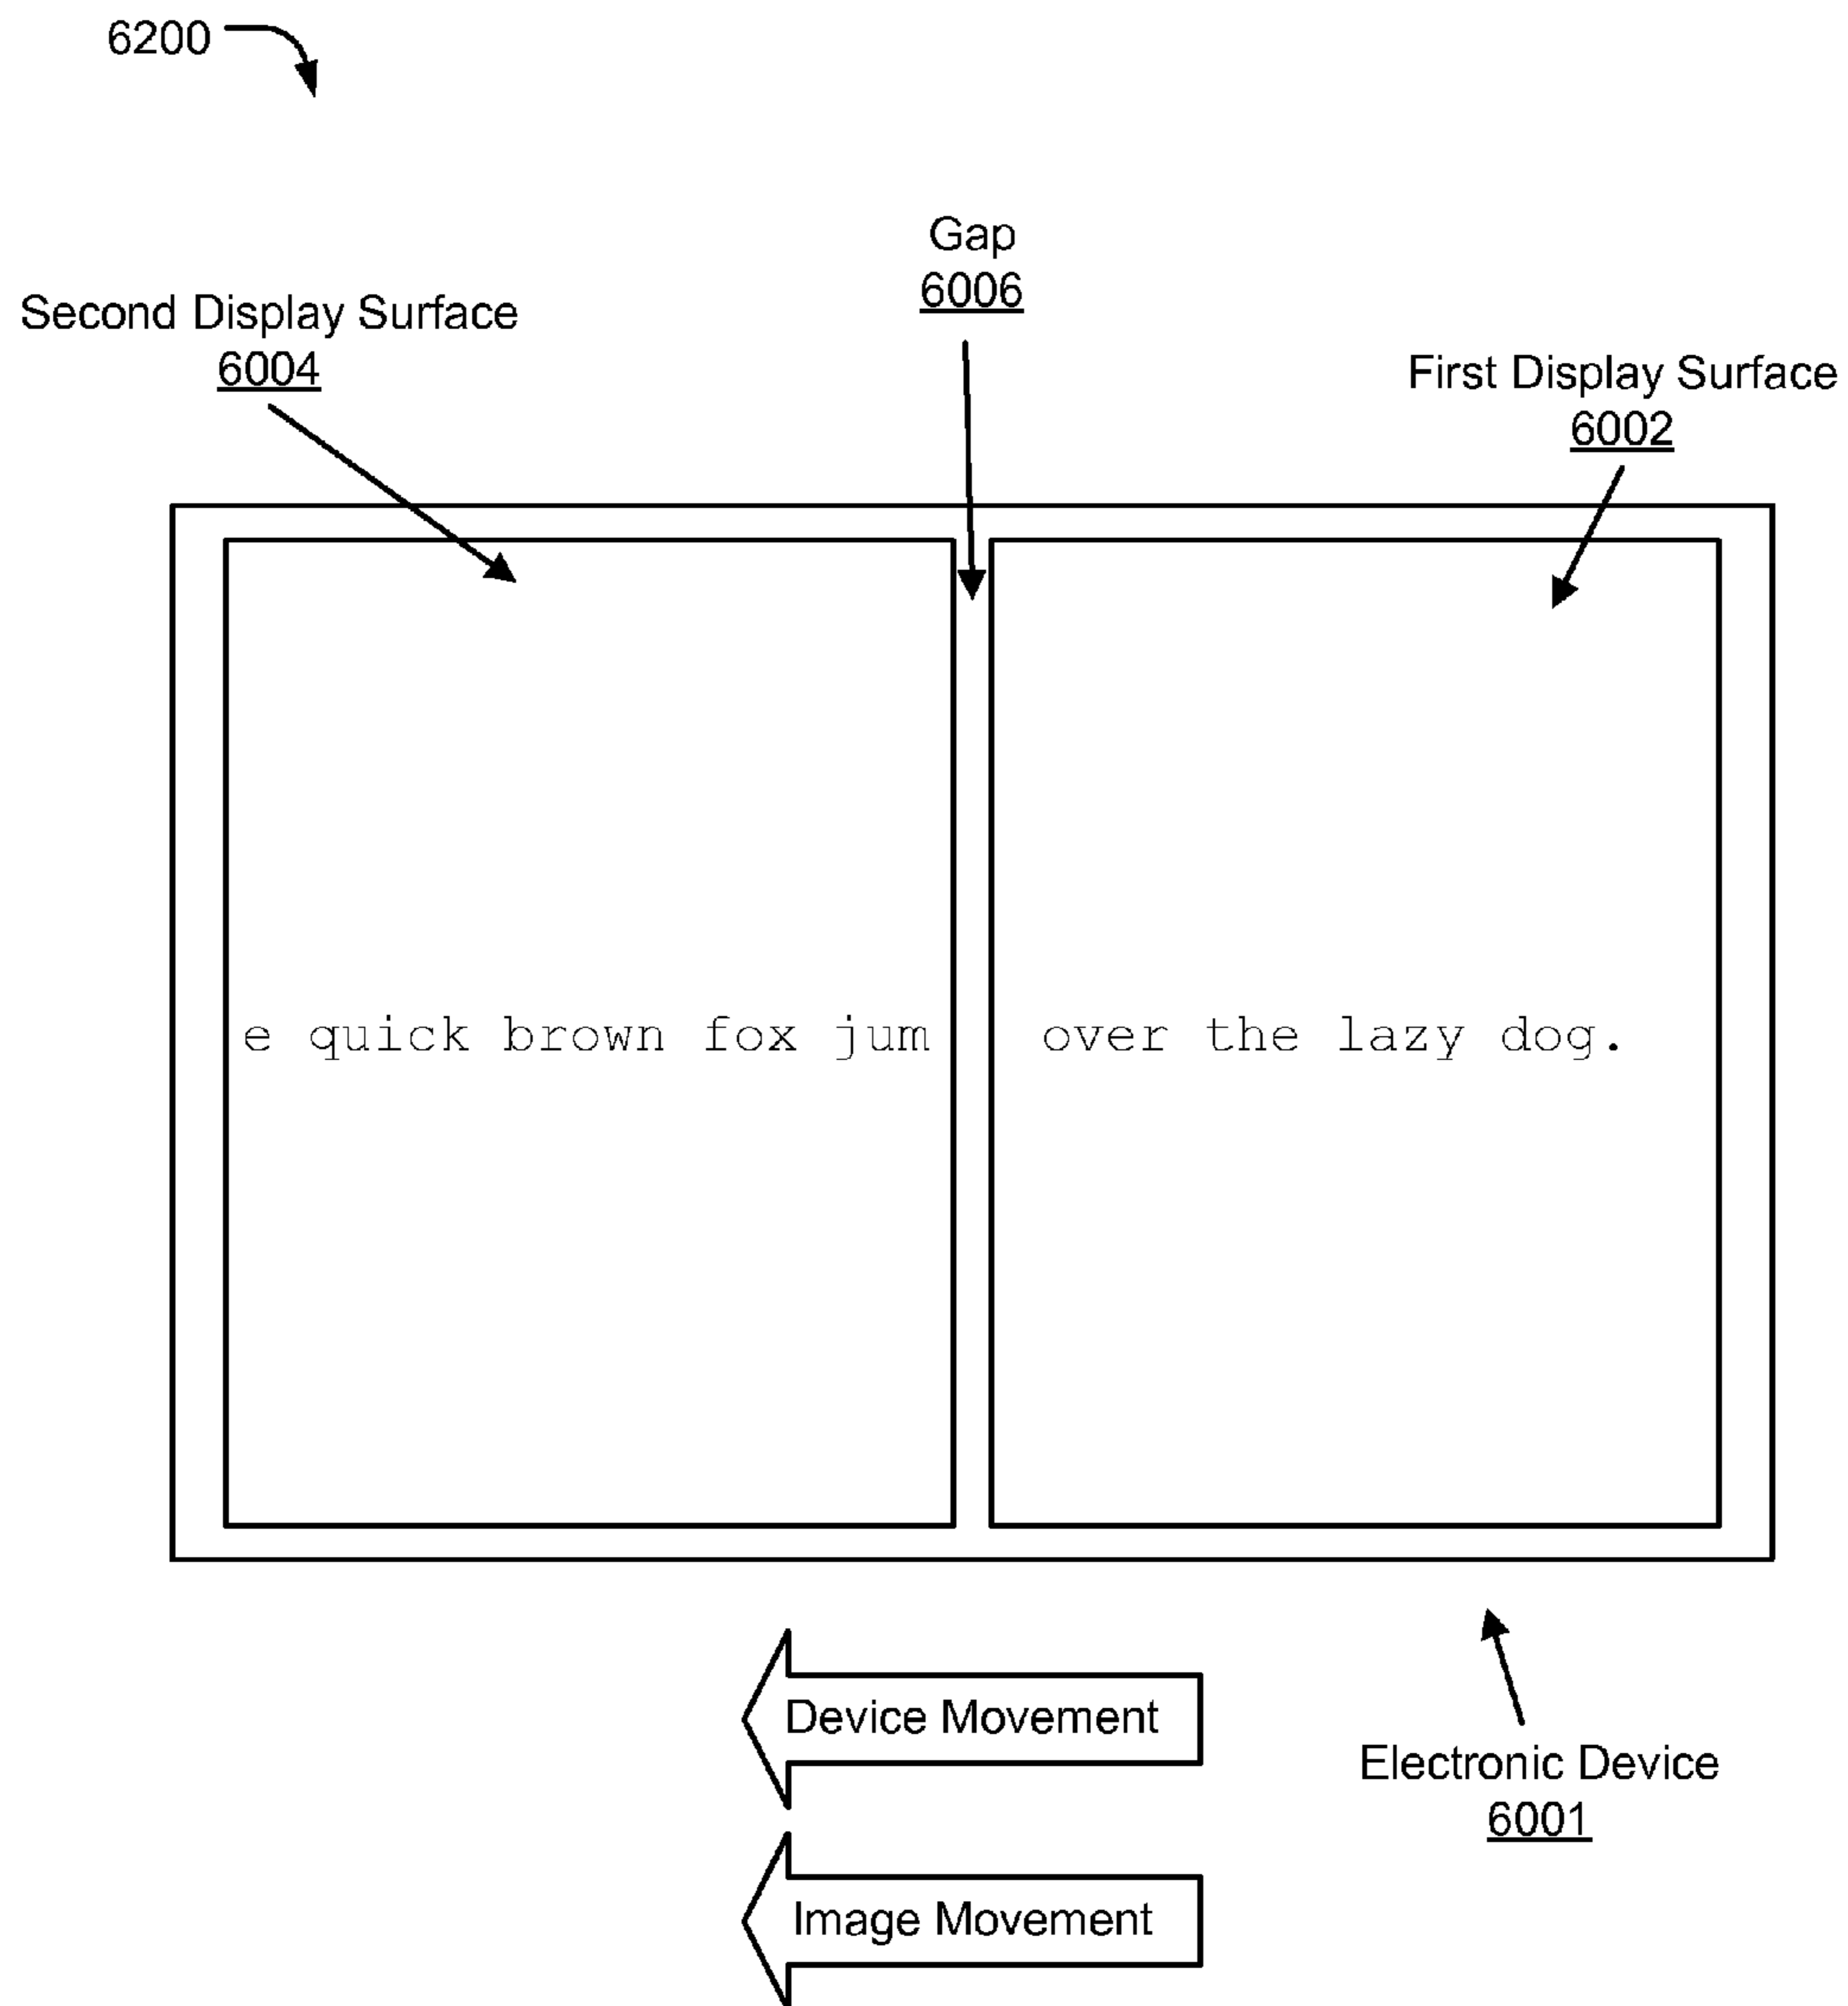 6200
Gap
6006
Second Display Surface
6004
First Display Surface
6002
e quick brown fox jum over the lazy dog.
Device Movement
Electronic Device
6001
Image Movement